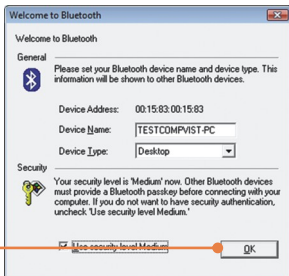 Welcome to Bluetooth
Welcome to Bluetooth
General
Please set your Bluetooth device name and device type. This
information will be shown to other Bluetooth devices.
Device Address: 00:15:83:00:15:83
Device Name: TESTCOMPVIST-PC
Device Type: Desktop
Security
Your security level is 'Medium' now. Other Bluetooth devices
must provide a Bluetooth passkey before connecting with your
computer. If you do not want to have security authentication,
uncheck 'Use security level Medium.'
Use security level Medium
OK